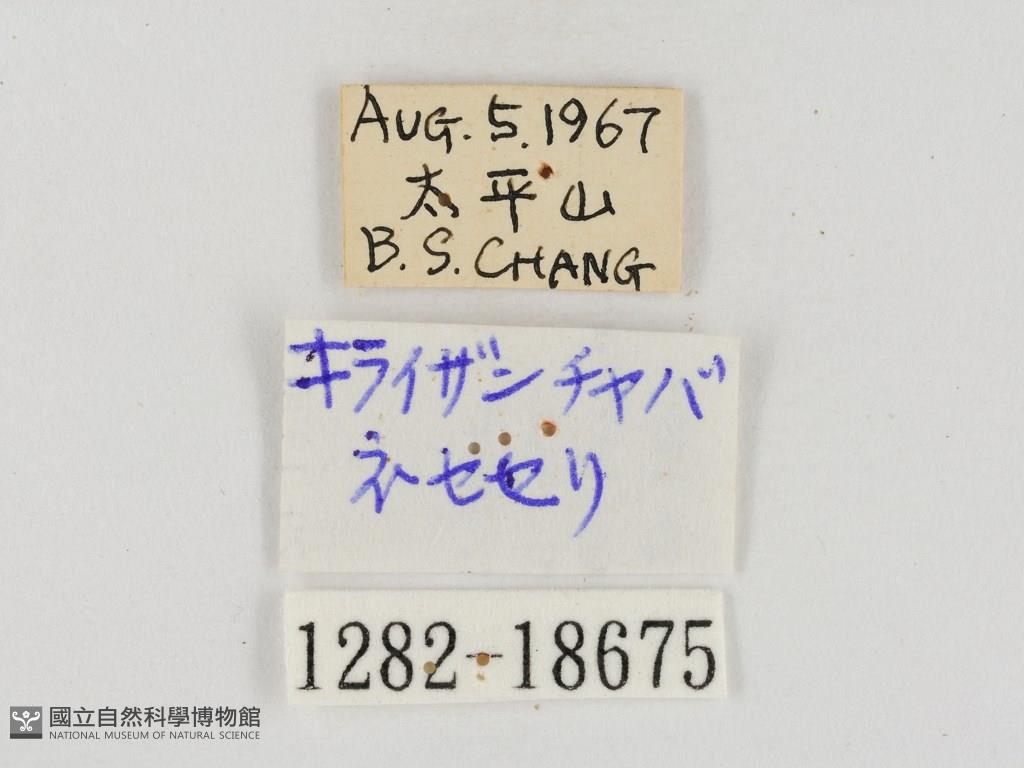 AUG. 5. 1967
太平山
B. S. CHANG
キライザンチャバ
ネセセリ
1282-18675
國立自然科學博物館
NATIONAL MUSEUM OF NATURAL SCIENCE